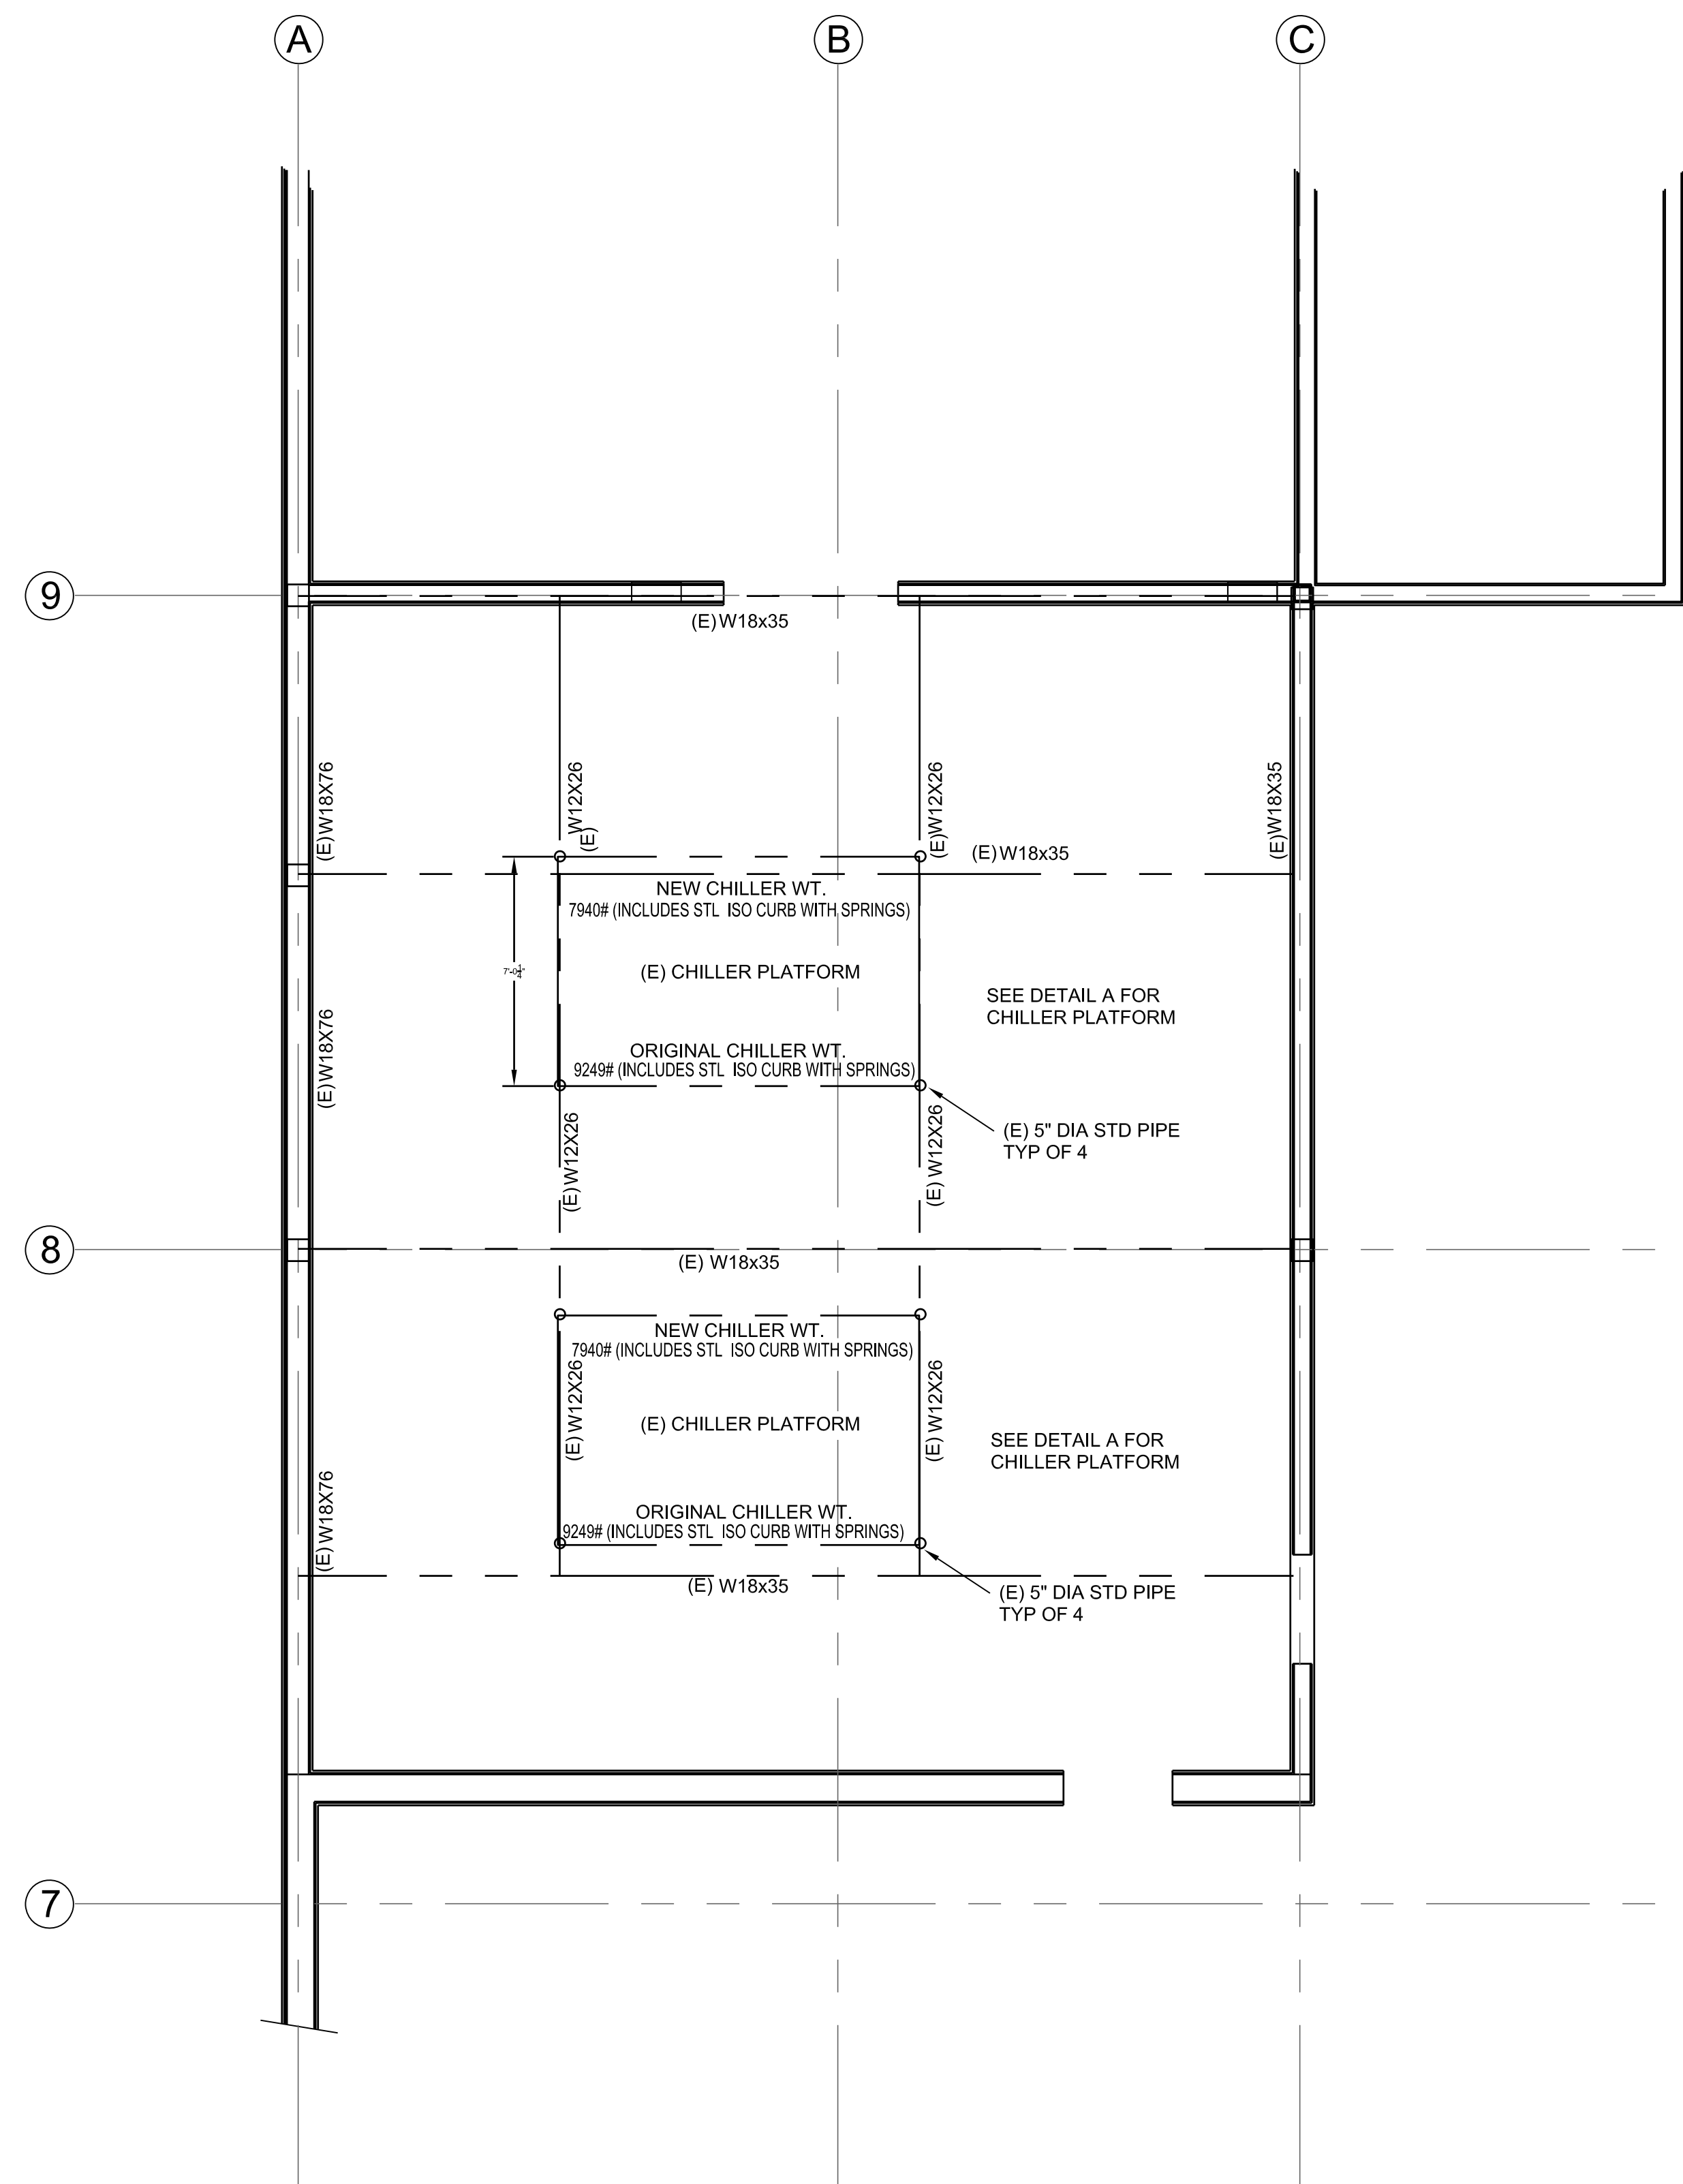 A
B
C
9
(E)W18x35
(E)W18X76
W12X26
(E)
(E)W12X26
(E)W18X35
(E)W18x35
NEW CHILLER WT.
7940# (INCLUDES STL ISO CURB WITH SPRINGS)
7'-0¼"
(E) CHILLER PLATFORM
SEE DETAIL A FOR
CHILLER PLATFORM
(E)W18X76
ORIGINAL CHILLER WT.
9249# (INCLUDES STL ISO CURB WITH SPRINGS)
(E)W12X26
(E) W12X26
(E) 5" DIA STD PIPE
TYP OF 4
8
(E) W18x35
NEW CHILLER WT.
7940# (INCLUDES STL ISO CURB WITH SPRINGS)
(E) W12X26
(E) W12X26
(E) CHILLER PLATFORM
SEE DETAIL A FOR
CHILLER PLATFORM
(E)W18X76
ORIGINAL CHILLER WT.
9249# (INCLUDES STL ISO CURB WITH SPRINGS)
(E) W18x35
(E) 5" DIA STD PIPE
TYP OF 4
7